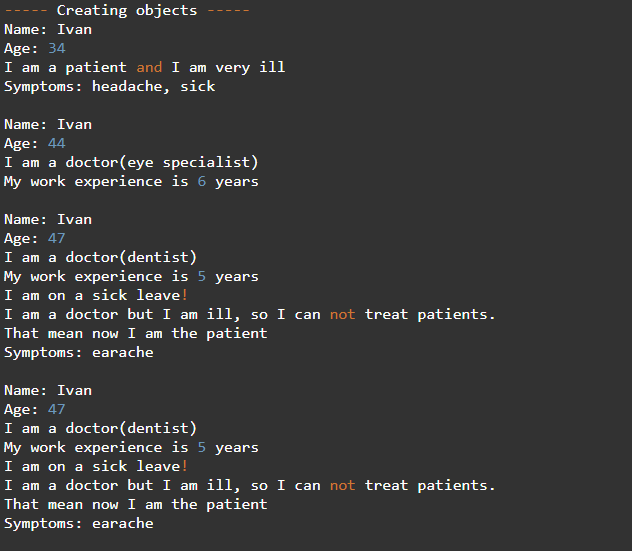 ----- Creating objects -----
Name: Ivan
Age: 34
I am a patient and I am very ill
Symptoms: headache, sick
Name: Ivan
Age: 44
I am a doctor(eye specialist)
My work experience is 6 years
Name: Ivan
Age: 47
I am a doctor(dentist)
My work experience is 5 years
I am on a sick leave!
I am a doctor but I am ill, so I can not treat patients.
That mean now I am the patient
Symptoms: earache
Name: Ivan
Age: 47
I am a doctor(dentist)
My work experience is 5 years
I am on a sick leave!
I am a doctor but I am ill, so I can not treat patients.
That mean now I am the patient
Symptoms: earache